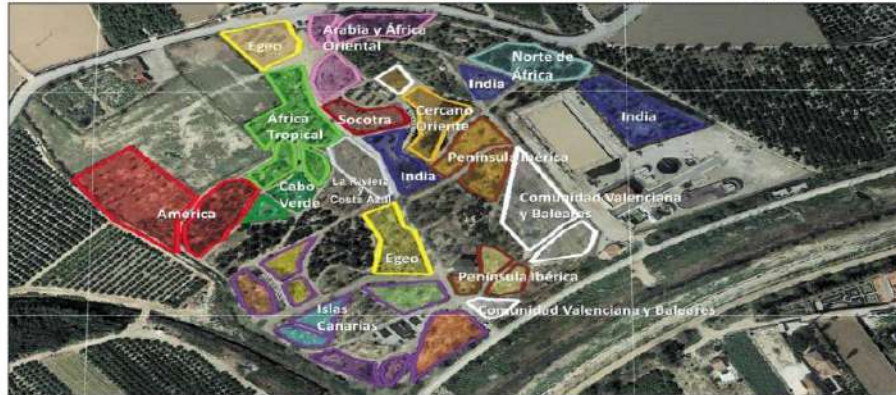 Egeo
Arabia y África
Oriental
Norte de
África
India
India
Cercano
Oriente
África
Tropical
Socotra
Península Ibérica
India
La Riviera
y
Costa Azul
Cabo
Verde
América
Comunidad Valenciana
y Baleares
Egeo
Península Ibérica
Islas
Canarias
Comunidad Valenciana y Baleares